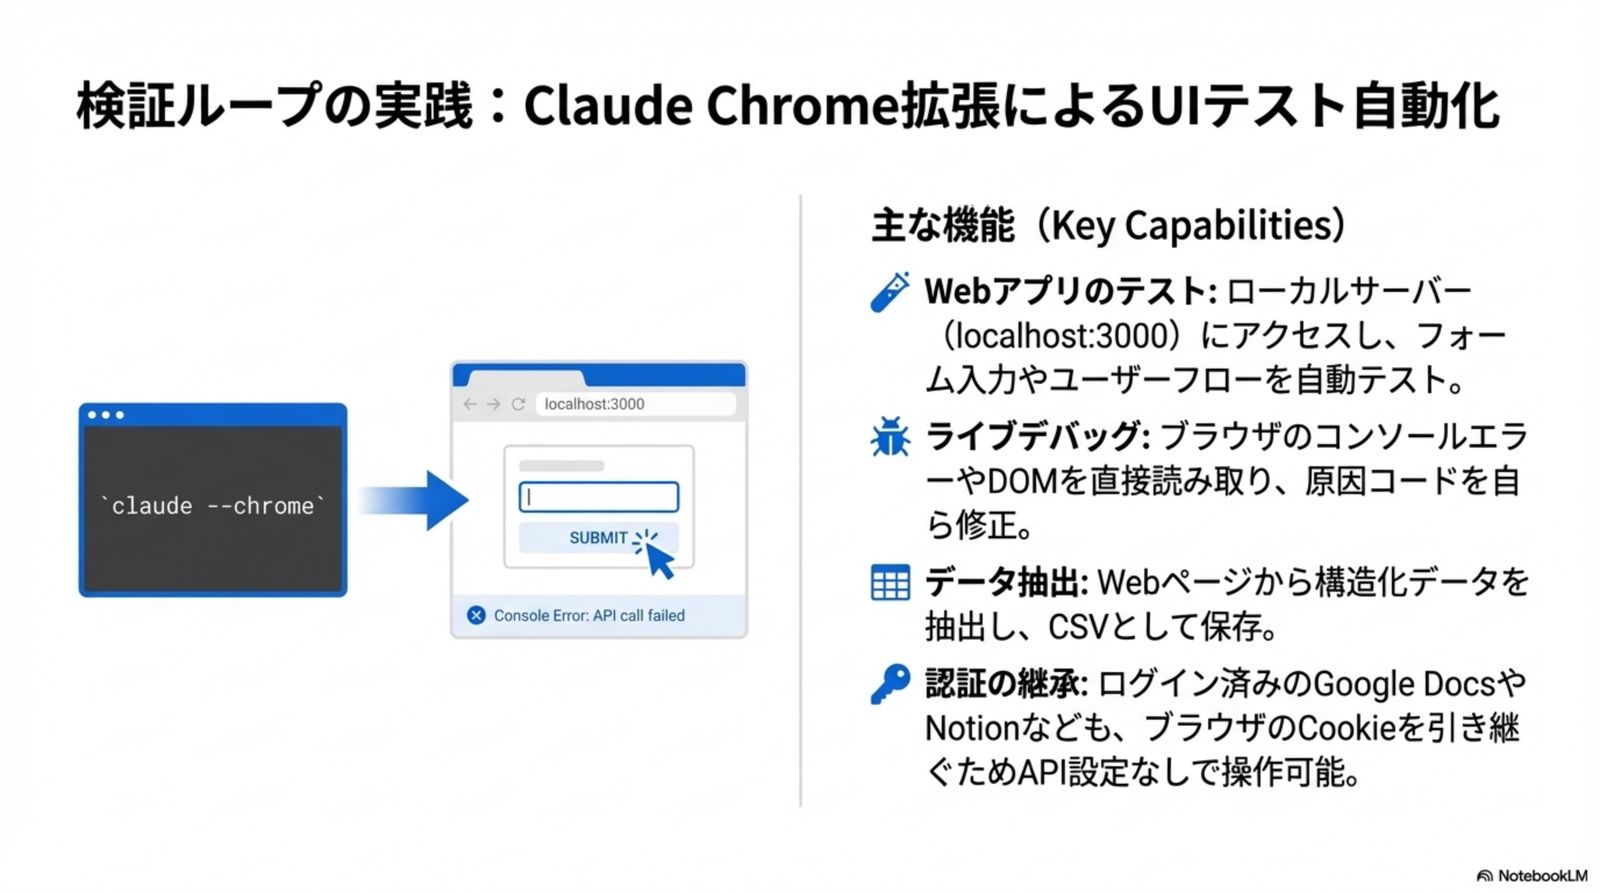 検証ループの実践：Claude Chrome拡張によるUIテスト自動化
`claude --chrome`
localhost:3000
SUBMIT
Console Error: API call failed
主な機能（Key Capabilities）
Webアプリのテスト: ローカルサーバー
（localhost:3000）にアクセスし、フォー
ム入力やユーザーフローを自動テスト。
ライブデバッグ: ブラウザのコンソールエラ
ーやDOMを直接読み取り、原因コードを自
ら修正。
データ抽出: Webページから構造化データを
抽出し、CSVとして保存。
認証の継承: ログイン済みのGoogle Docsや
Notionなども、ブラウザのCookieを引き継
ぐためAPI設定なしで操作可能。
NotebookLM